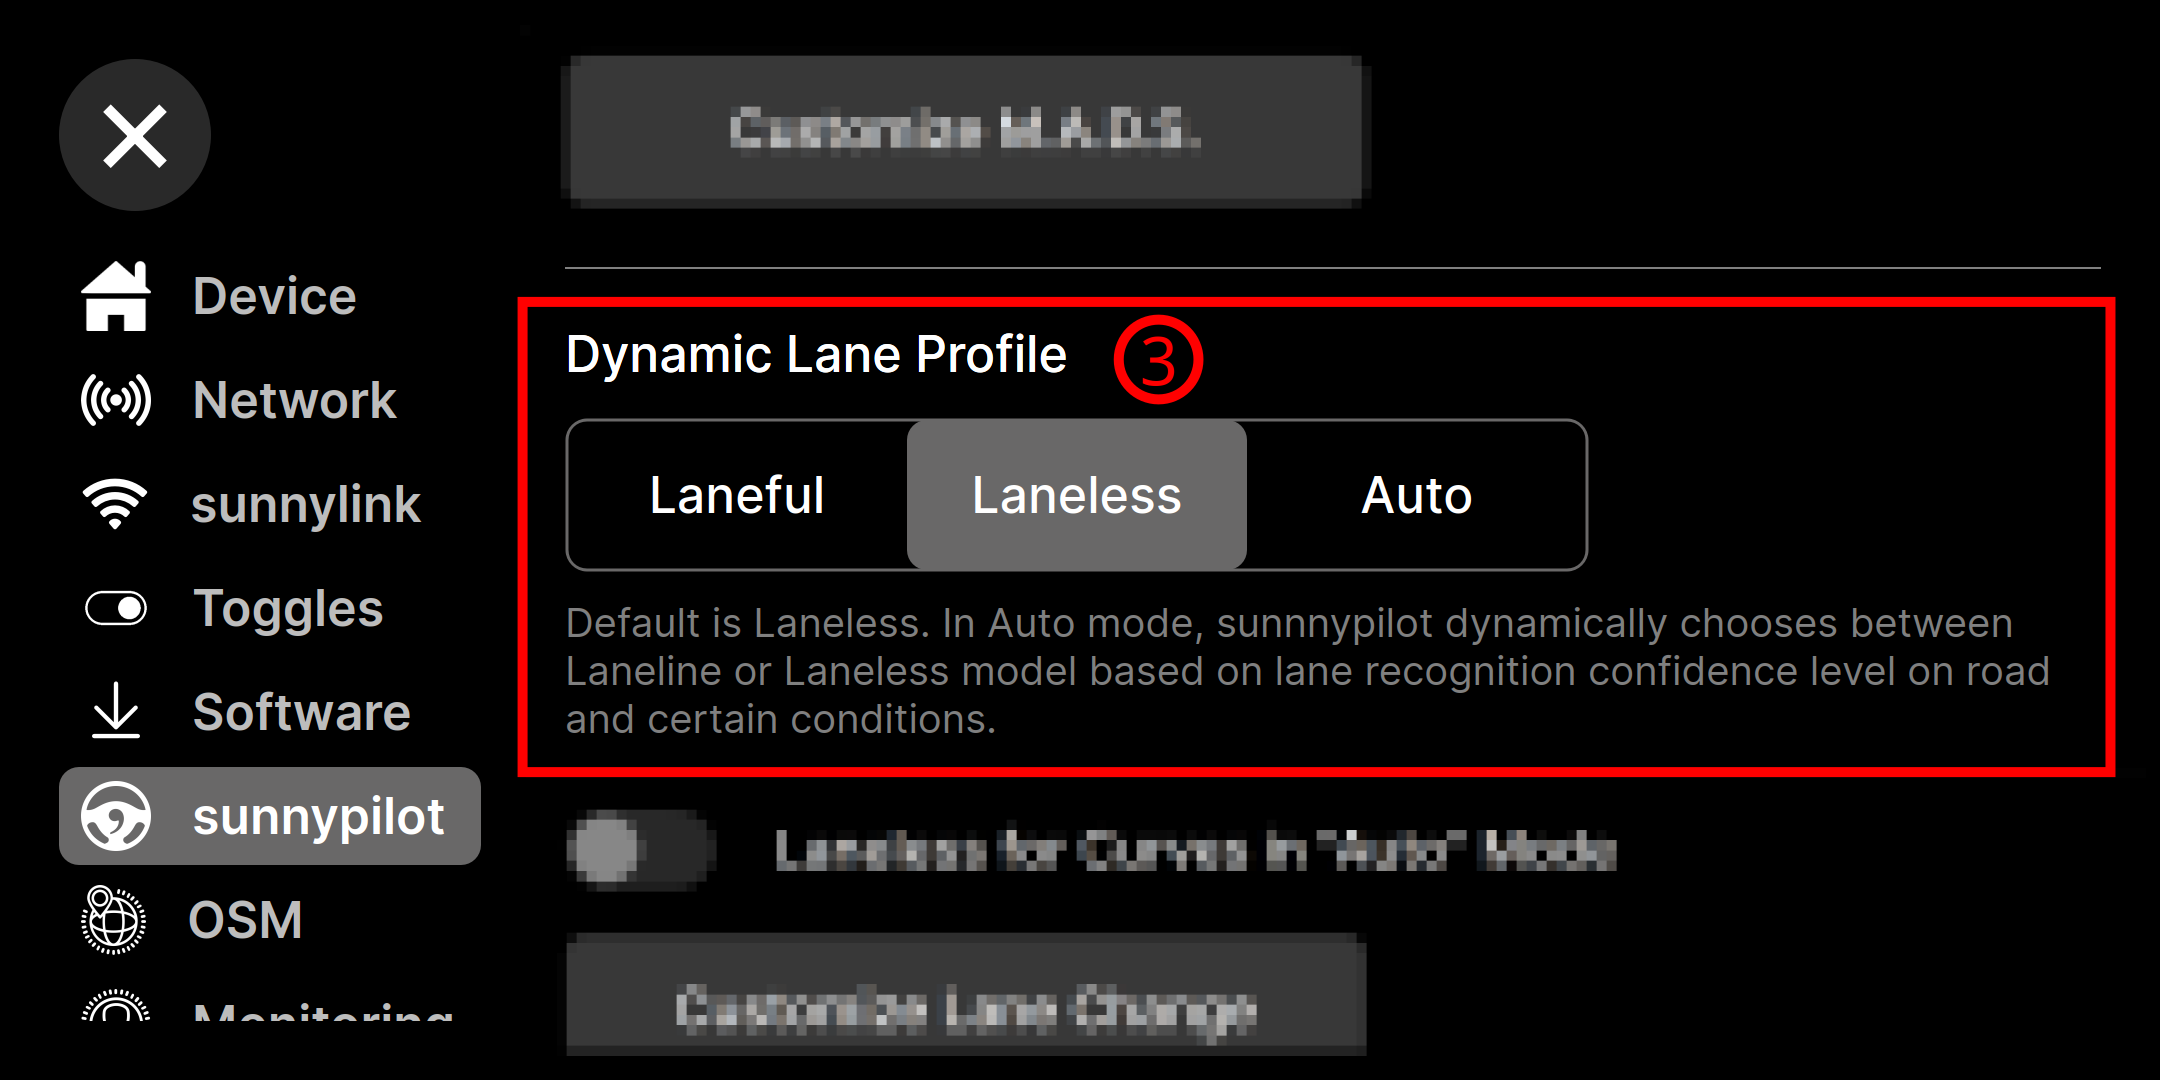 Device
Network
sunnylink
Toggles
Software
sunnypilot
OSM
Monitoring
Customize M.A.D.S.
Dynamic Lane Profile
3
Laneful
Laneless
Auto
Default is Laneless. In Auto mode, sunnnypilot dynamically chooses between
Laneline or Laneless model based on lane recognition confidence level on road
and certain conditions.
Laneless for Curves in "Auto" Mode
Customize Lane Change